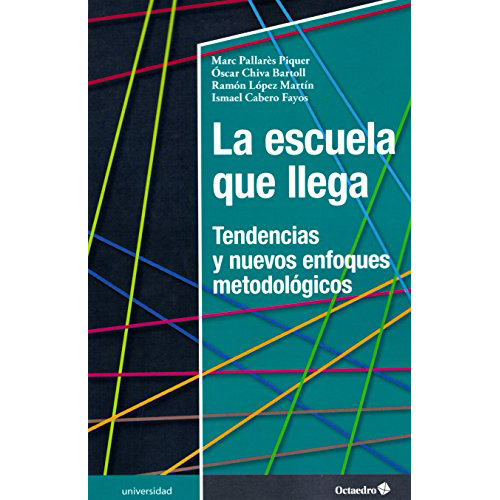 Marc Pallarès Piquer
Óscar Chiva Bartoll
Ramón López Martín
Ismael Cabero Fayos
La escuela
que llega
Tendencias
y nuevos enfoques
metodológicos
universidad
Octaedro